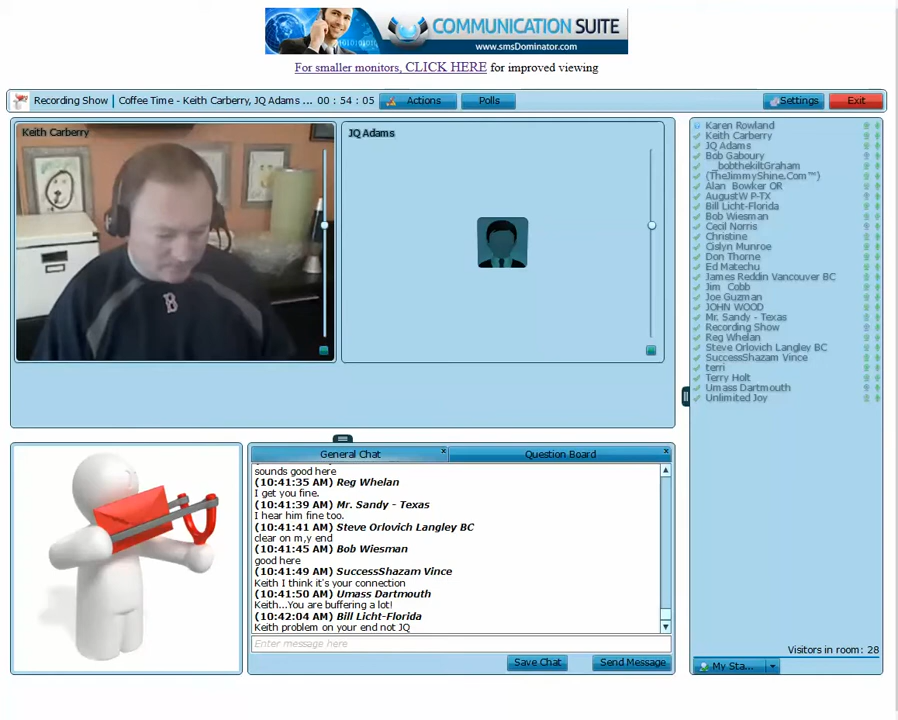 COMMUNICATION SUITE
www.smsDominator.com
For smaller monitors, CLICK HERE for improved viewing
Recording Show | Coffee Time - Keith Carberry, JQ Adams ... 00 : 54 : 05
Actions
Polls
Settings
Exit
Keith Carberry
JQ Adams
B
Karen Rowland
Keith Carberry
JQ Adams
Bob Gaboury
__bobthekiltGraham
(TheJimmyShine.Com™)
Alan Bowker OR
AugustW P-TX
Bill Licht-Florida
Bob Wiesman
Cecil Norris
Christine
Cislyn Munroe
Don Thorne
Ed Matechu
James Reddin Vancouver BC
Jim Cobb
Joe Guzman
JOHN WOOD
Mr. Sandy - Texas
Recording Show
Reg Whelan
Steve Orlovich Langley BC
SuccessShazam Vince
terri
Terry Holt
Umass Dartmouth
Unlimited Joy
Visitors in room: 28
My Sta...
General Chat
Question Board
sounds good here
(10:41:35 AM) Reg Whelan
I get you fine.
(10:41:39 AM) Mr. Sandy - Texas
I hear him fine too.
(10:41:41 AM) Steve Orlovich Langley BC
clear on m,y end
(10:41:45 AM) Bob Wiesman
good here
(10:41:49 AM) SuccessShazam Vince
Keith I think it's your connection
(10:41:50 AM) Umass Dartmouth
Keith...You are buffering a lot!
(10:42:04 AM) Bill Licht-Florida
Keith problem on your end not JQ
Enter message here
Save Chat
Send Message